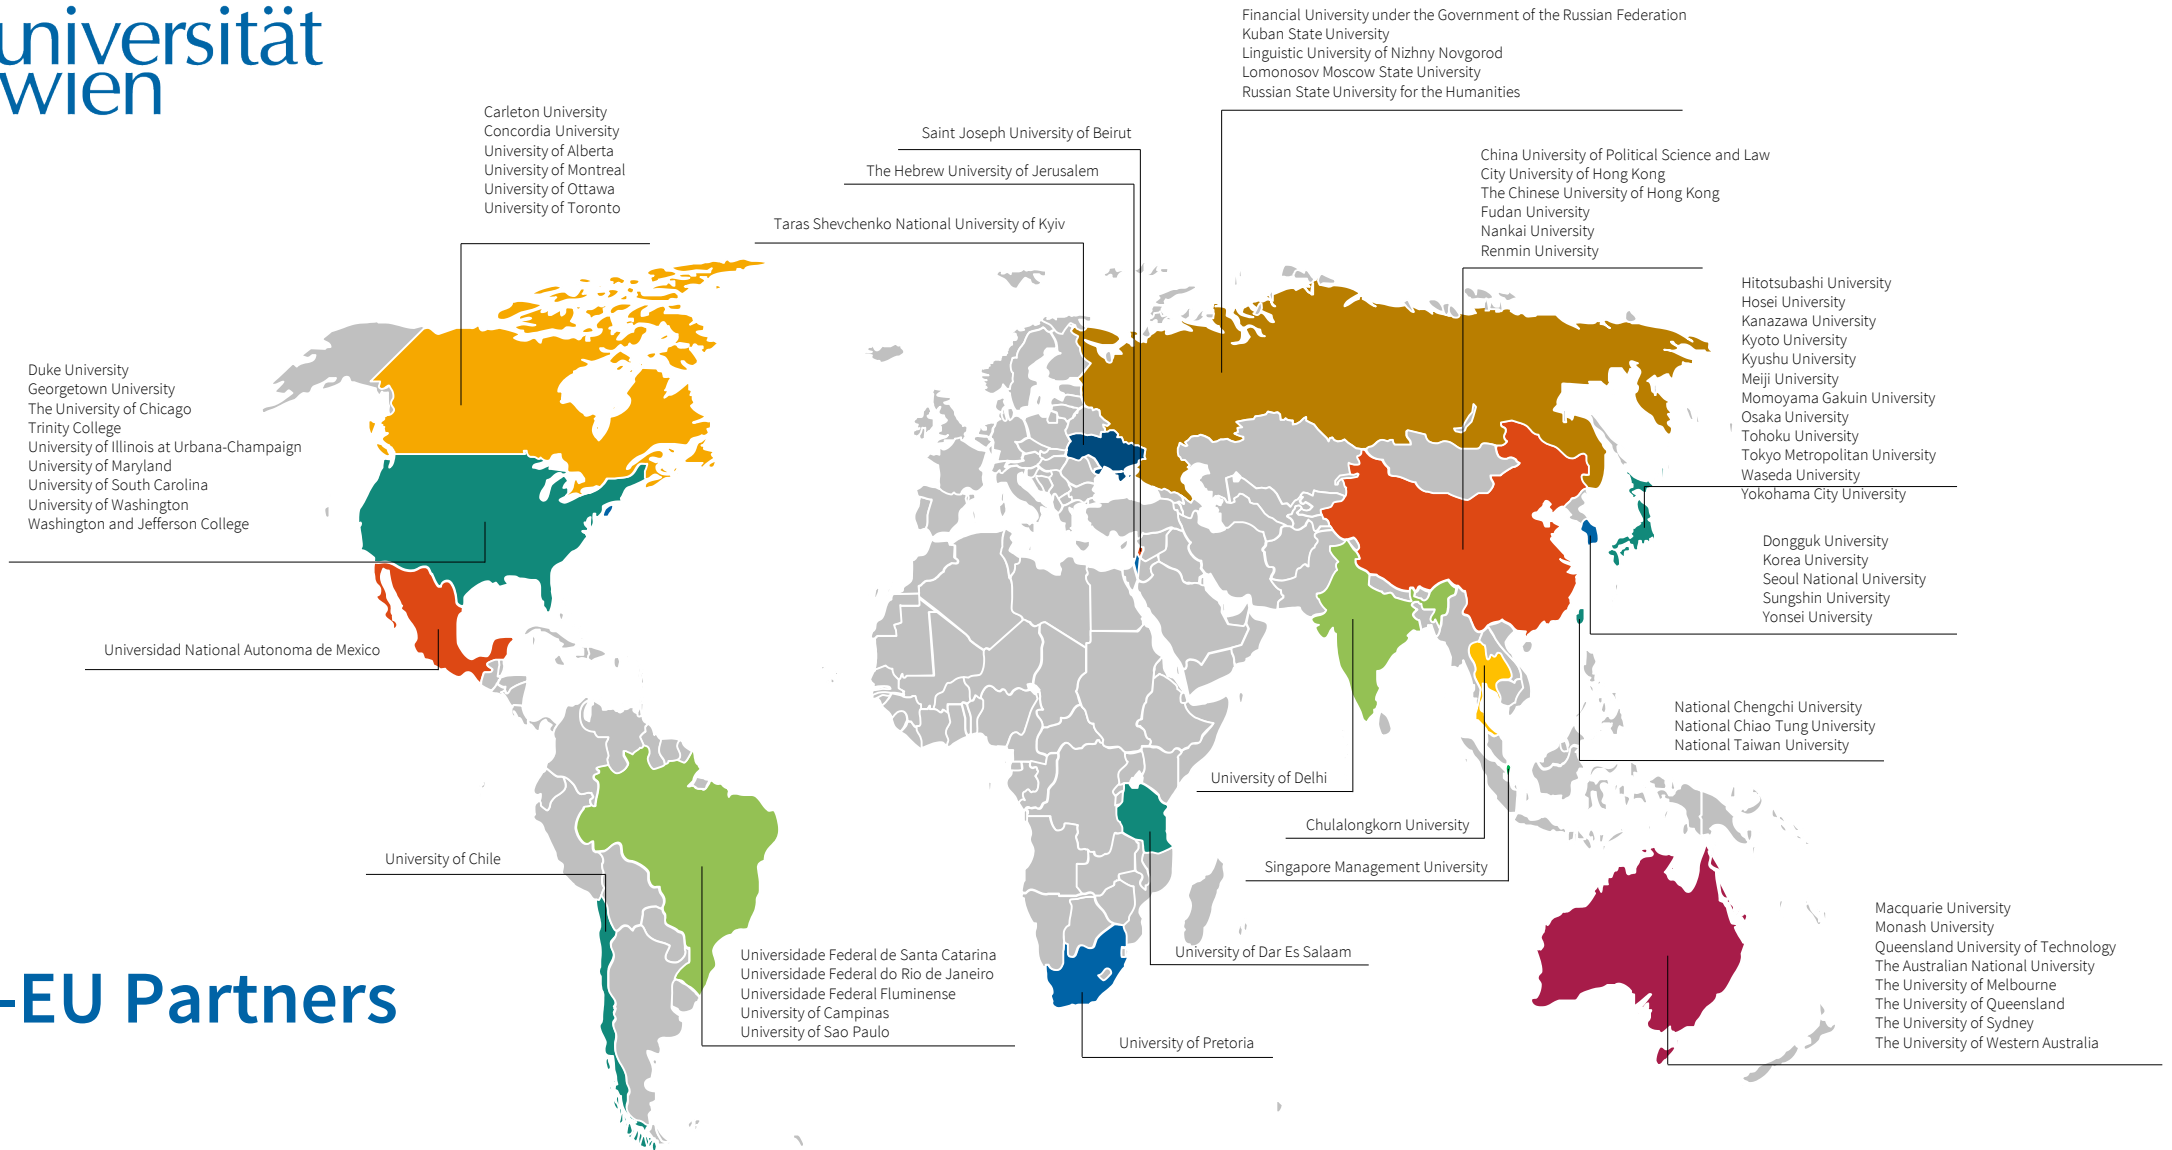 universität
wien
Financial University under the Government of the Russian Federation
Kuban State University
Linguistic University of Nizhny Novgorod
Lomonosov Moscow State University
Russian State University for the Humanities
Carleton University
Concordia University
University of Alberta
University of Montreal
University of Ottawa
University of Toronto
Saint Joseph University of Beirut
The Hebrew University of Jerusalem
Taras Shevchenko National University of Kyiv
China University of Political Science and Law
City University of Hong Kong
The Chinese University of Hong Kong
Fudan University
Nankai University
Renmin University
Hitotsubashi University
Hosei University
Kanazawa University
Kyoto University
Kyushu University
Meiji University
Momoyama Gakuin University
Osaka University
Tohoku University
Tokyo Metropolitan University
Waseda University
Yokohama City University
Duke University
Georgetown University
The University of Chicago
Trinity College
University of Illinois at Urbana-Champaign
University of Maryland
University of South Carolina
University of Washington
Washington and Jefferson College
Dongguk University
Korea University
Seoul National University
Sungshin University
Yonsei University
Universidad National Autonoma de Mexico
National Chengchi University
National Chiao Tung University
National Taiwan University
University of Delhi
Chulalongkorn University
Singapore Management University
University of Chile
Macquarie University
Monash University
Queensland University of Technology
The Australian National University
The University of Melbourne
The University of Queensland
The University of Sydney
The University of Western Australia
Universidade Federal de Santa Catarina
Universidade Federal do Rio de Janeiro
Universidade Federal Fluminense
University of Campinas
University of Sao Paulo
University of Dar Es Salaam
University of Pretoria
-EU Partners